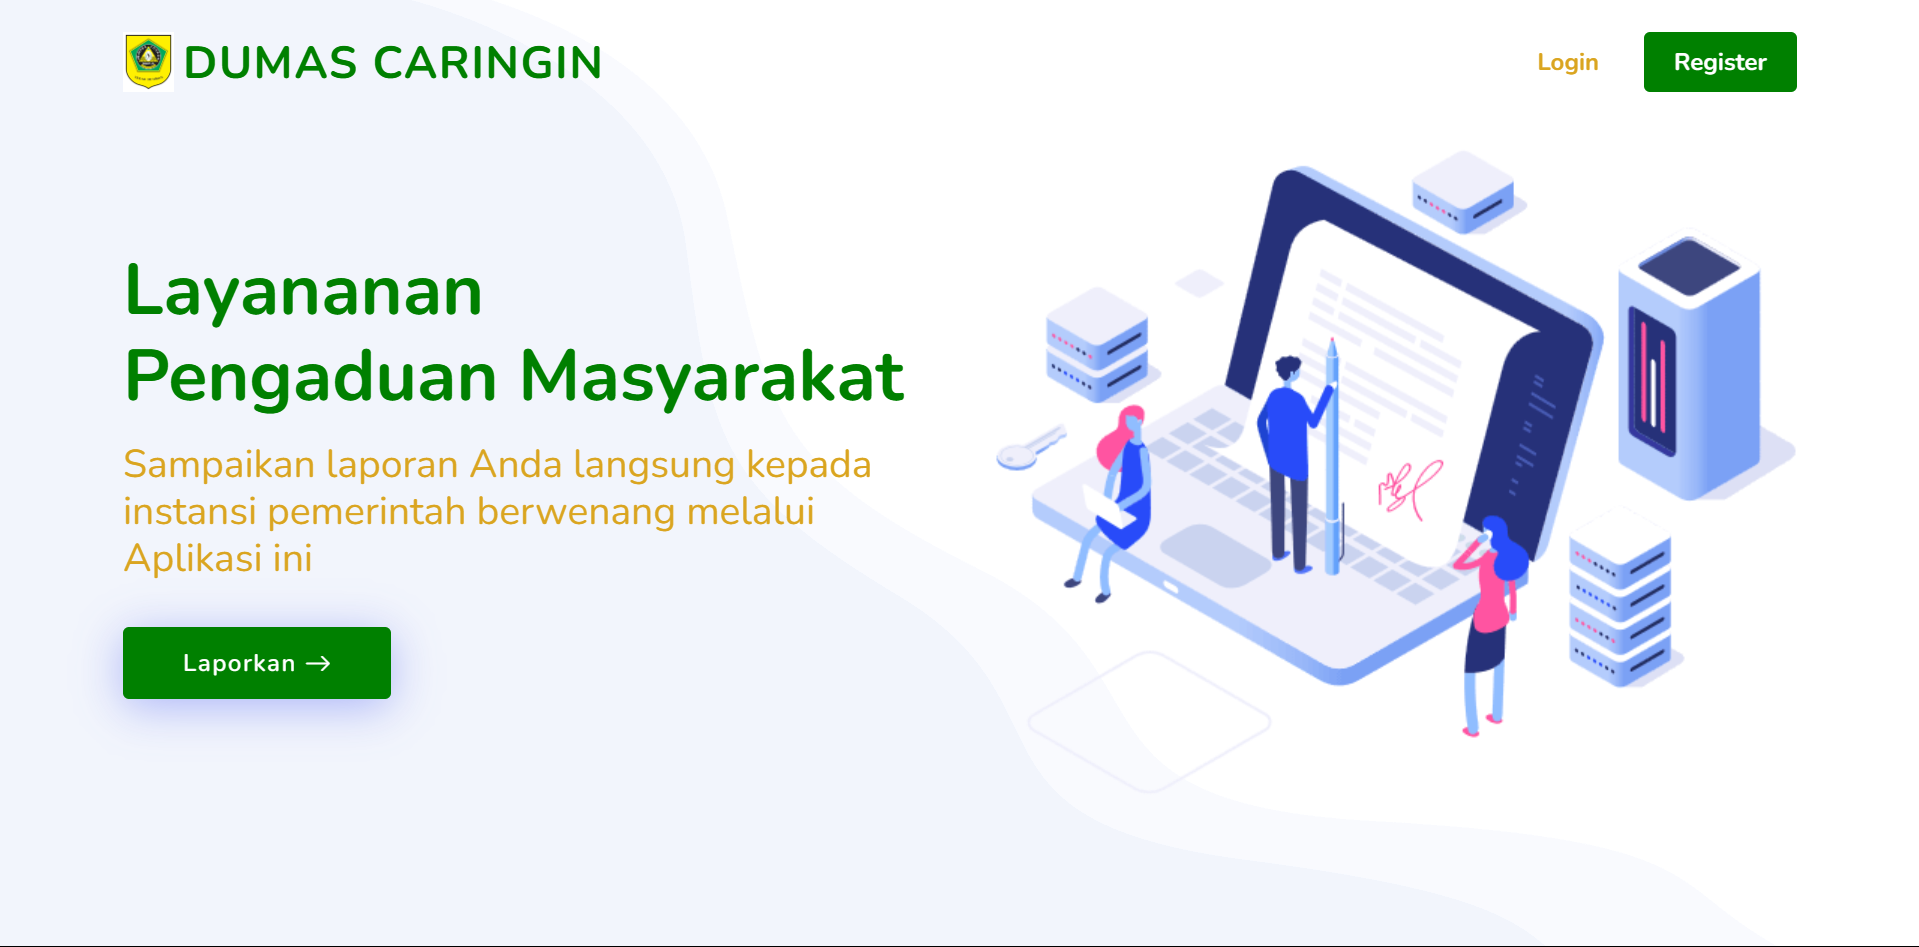 DUMAS CARINGIN
Login
Register
Layananan
Pengaduan Masyarakat
Sampaikan laporan Anda langsung kepada
instansi pemerintah berwenang melalui
Aplikasi ini
Laporkan →